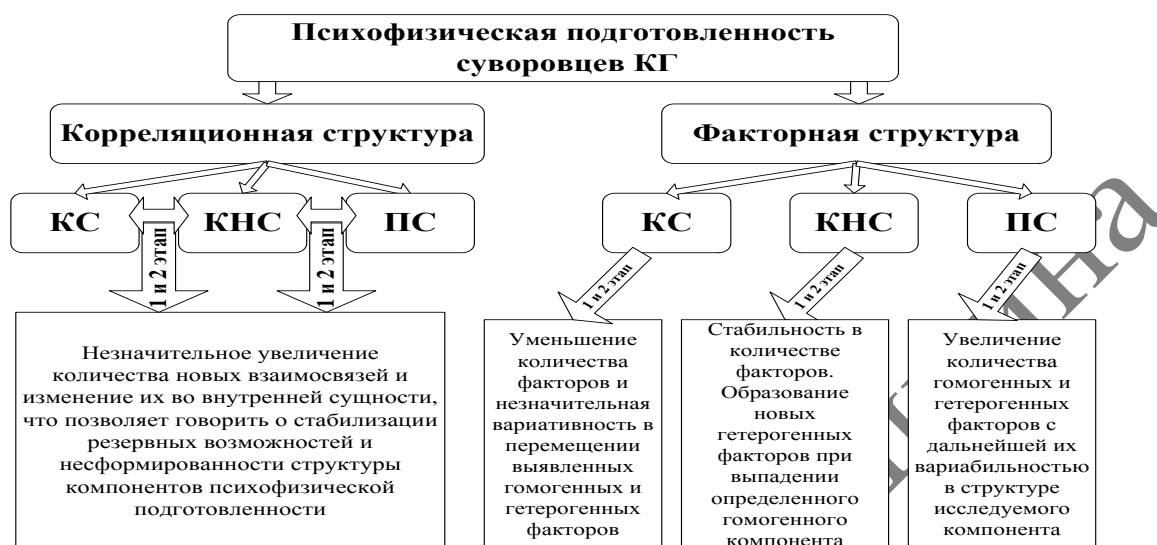 Психофизическая подготовленность
суворовцев КГ
Корреляционная структура
Факторная структура
КС
КНС
ПС
КС
КНС
ПС
1 и 2 этап
1 и 2 этап
1 и 2 этап
1 и 2 этап
1 и 2 этап
Незначительное увеличение
количества новых взаимосвязей и
изменение их во внутренней сущности,
что позволяет говорить о стабилизации
резервных возможностей и
несформированности структуры
компонентов психофизической
подготовленности
Уменьшение
количества
факторов и
незначительная
вариативность в
перемещении
выявленных
гомогенных и
гетерогенных
факторов
Стабильность в
количестве
факторов.
Образование
новых
гетерогенных
факторов при
выпадении
определенного
гомогенного
компонента
Увеличение
количества
гомогенных и
гетерогенных
факторов с
дальнейшей их
вариабильностью
в структуре
исследуемого
компонента